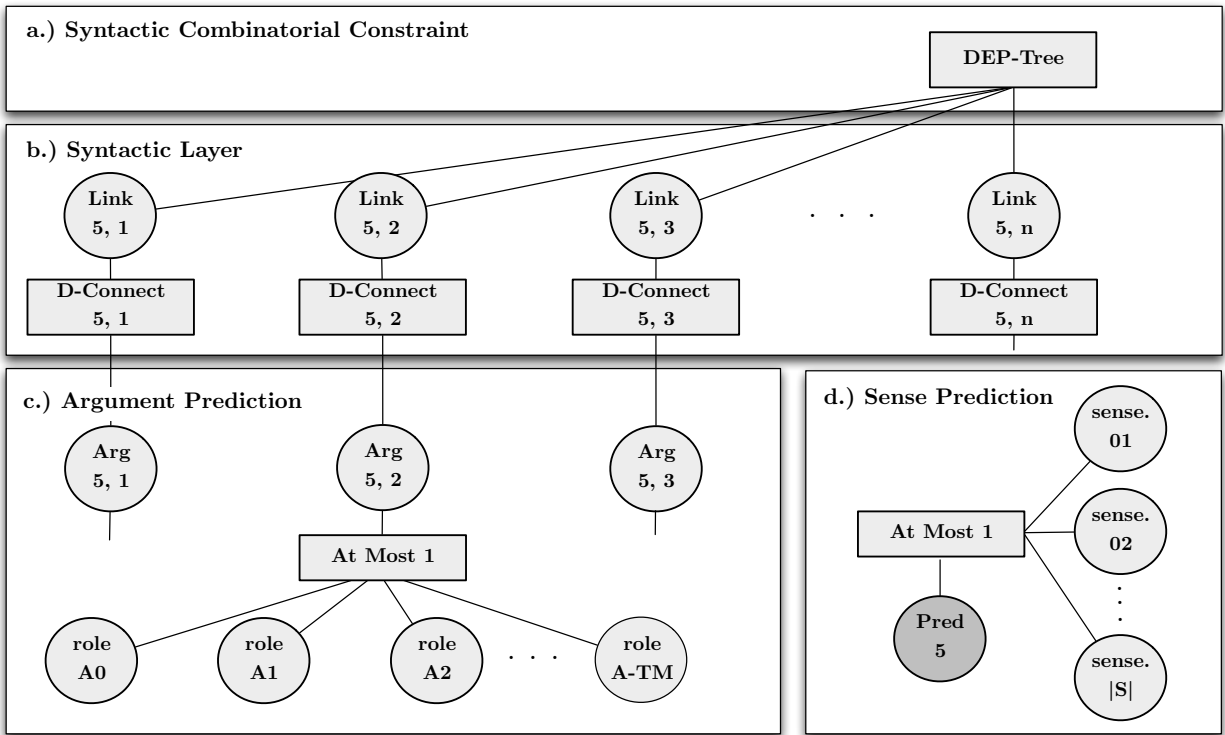 a.) Syntactic Combinatorial Constraint
DEP-Tree
b.) Syntactic Layer
Link
5, 1
Link
5, 2
Link
5, 3
. . .
Link
5, n
D-Connect
5, 1
D-Connect
5, 2
D-Connect
5, 3
D-Connect
5, n
c.) Argument Prediction
Arg
5, 1
Arg
5, 2
Arg
5, 3
At Most 1
role
A0
role
A1
role
A2
. . .
role
A-TM
d.) Sense Prediction
sense.
01
At Most 1
sense.
02
. . .
Pred
5
sense.
|S|